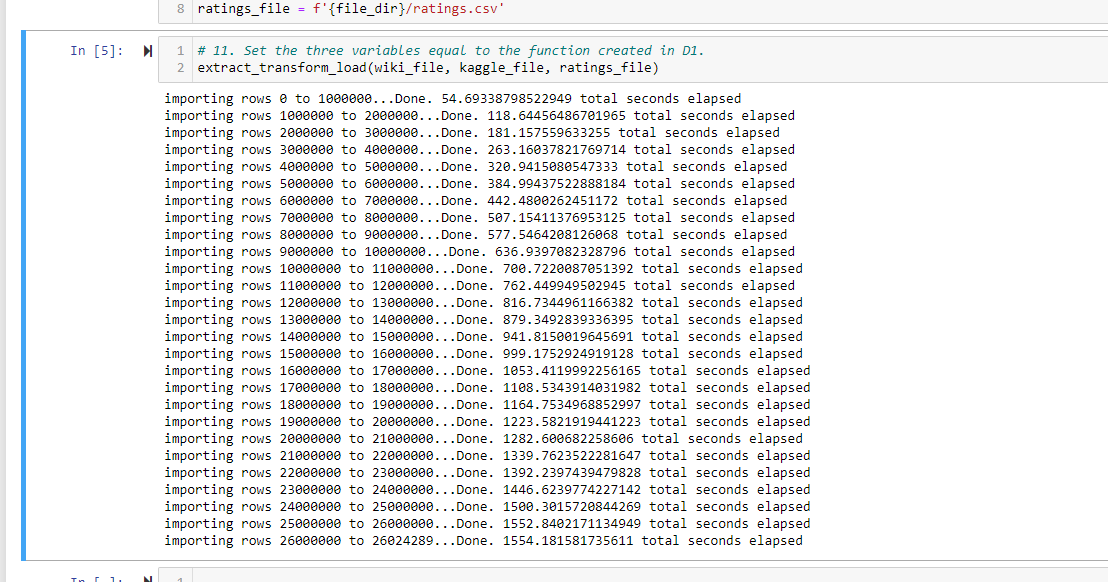 8 ratings_file = f'{file_dir}/ratings.csv'
In [5]:
1 # 11. Set the three variables equal to the function created in D1.
2 extract_transform_load(wiki_file, kaggle_file, ratings_file)
importing rows 0 to 1000000...Done. 54.69338798522949 total seconds elapsed
importing rows 1000000 to 2000000...Done. 118.64456486701965 total seconds elapsed
importing rows 2000000 to 3000000...Done. 181.157559633255 total seconds elapsed
importing rows 3000000 to 4000000...Done. 263.16037821769714 total seconds elapsed
importing rows 4000000 to 5000000...Done. 320.9415080547333 total seconds elapsed
importing rows 5000000 to 6000000...Done. 384.99437522888184 total seconds elapsed
importing rows 6000000 to 7000000...Done. 442.4800262451172 total seconds elapsed
importing rows 7000000 to 8000000...Done. 507.15411376953125 total seconds elapsed
importing rows 8000000 to 9000000...Done. 577.5464208126068 total seconds elapsed
importing rows 9000000 to 10000000...Done. 636.9397082328796 total seconds elapsed
importing rows 10000000 to 11000000...Done. 700.7220087051392 total seconds elapsed
importing rows 11000000 to 12000000...Done. 762.449949502945 total seconds elapsed
importing rows 12000000 to 13000000...Done. 816.7344961166382 total seconds elapsed
importing rows 13000000 to 14000000...Done. 879.3492839336395 total seconds elapsed
importing rows 14000000 to 15000000...Done. 941.8150019645691 total seconds elapsed
importing rows 15000000 to 16000000...Done. 999.1752924919128 total seconds elapsed
importing rows 16000000 to 17000000...Done. 1053.4119992256165 total seconds elapsed
importing rows 17000000 to 18000000...Done. 1108.5343914031982 total seconds elapsed
importing rows 18000000 to 19000000...Done. 1164.7534968852997 total seconds elapsed
importing rows 19000000 to 20000000...Done. 1223.5821919441223 total seconds elapsed
importing rows 20000000 to 21000000...Done. 1282.600682258606 total seconds elapsed
importing rows 21000000 to 22000000...Done. 1339.7623522281647 total seconds elapsed
importing rows 22000000 to 23000000...Done. 1392.2397439479828 total seconds elapsed
importing rows 23000000 to 24000000...Done. 1446.6239774227142 total seconds elapsed
importing rows 24000000 to 25000000...Done. 1500.3015720844269 total seconds elapsed
importing rows 25000000 to 26000000...Done. 1552.8402171134949 total seconds elapsed
importing rows 26000000 to 26024289...Done. 1554.181581735611 total seconds elapsed
In [ ]:
1